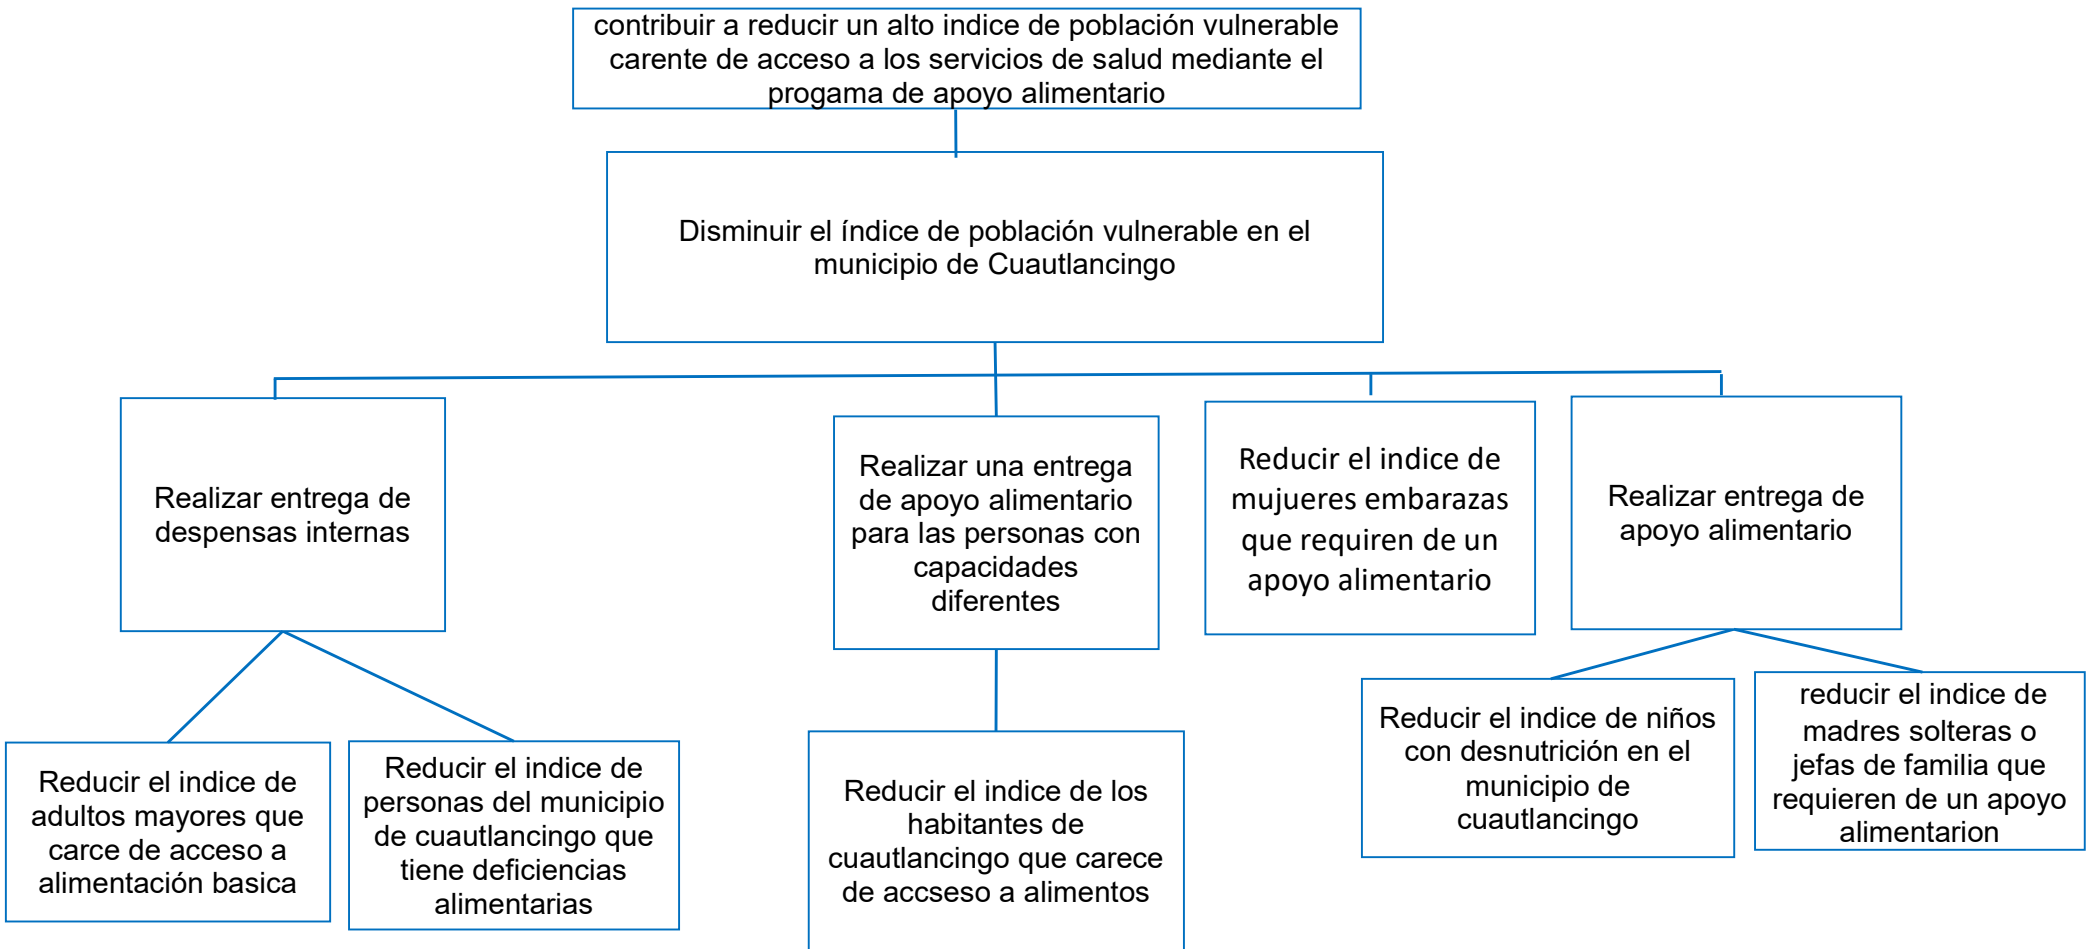 contribuir a reducir un alto indice de población vulnerable
carente de acceso a los servicios de salud mediante el
progama de apoyo alimentario
Disminuir el índice de población vulnerable en el
municipio de Cuautlancingo
Realizar entrega de
despensas internas
Realizar una entrega
de apoyo alimentario
para las personas con
capacidades
diferentes
Reducir el indice de
mujueres embarazas
que requiren de un
apoyo alimentario
Realizar entrega de
apoyo alimentario
Reducir el indice de
adultos mayores que
carce de acceso a
alimentación basica
Reducir el indice de
personas del municipio
de cuautlancingo que
tiene deficiencias
alimentarias
Reducir el indice de los
habitantes de
cuautlancingo que carece
de accseso a alimentos
Reducir el indice de niños
con desnutrición en el
municipio de
cuautlancingo
reducir el indice de
madres solteras o
jefas de familia que
requieren de un apoyo
alimentarion